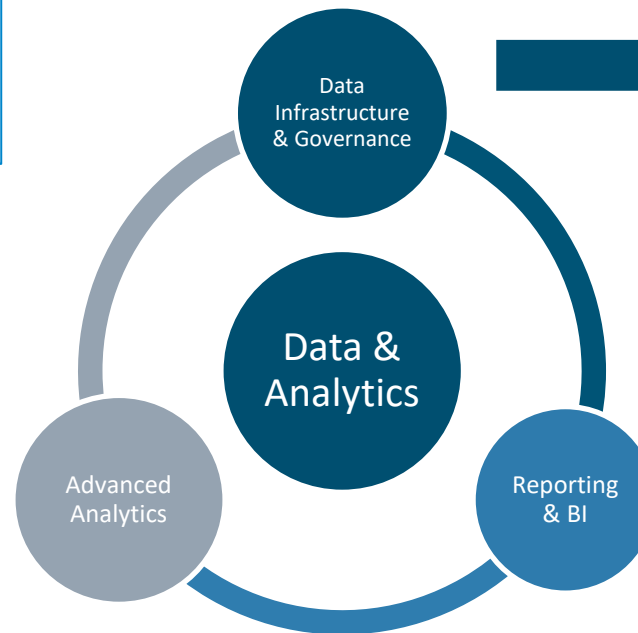 Data
Infrastructure
& Governance
Data &
Analytics
Advanced
Analytics
Reporting
& BI